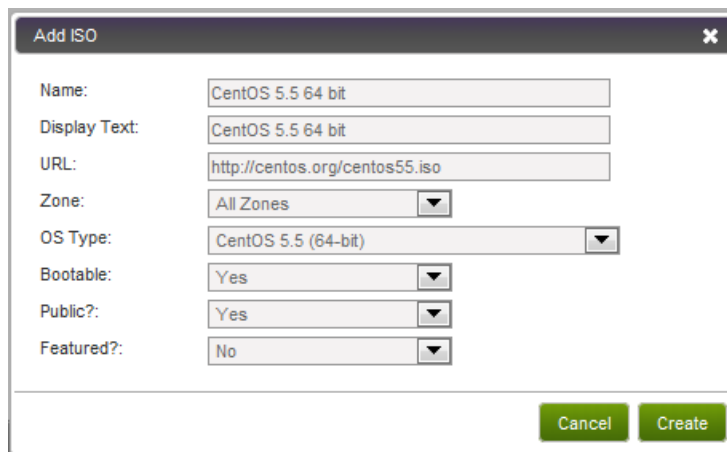 Add ISO
Name: CentOS 5.5 64 bit
Display Text: CentOS 5.5 64 bit
URL: http://centos.org/centos55.iso
Zone: All Zones
OS Type: CentOS 5.5 (64-bit)
Bootable: Yes
Public?: Yes
Featured?: No
Cancel Create